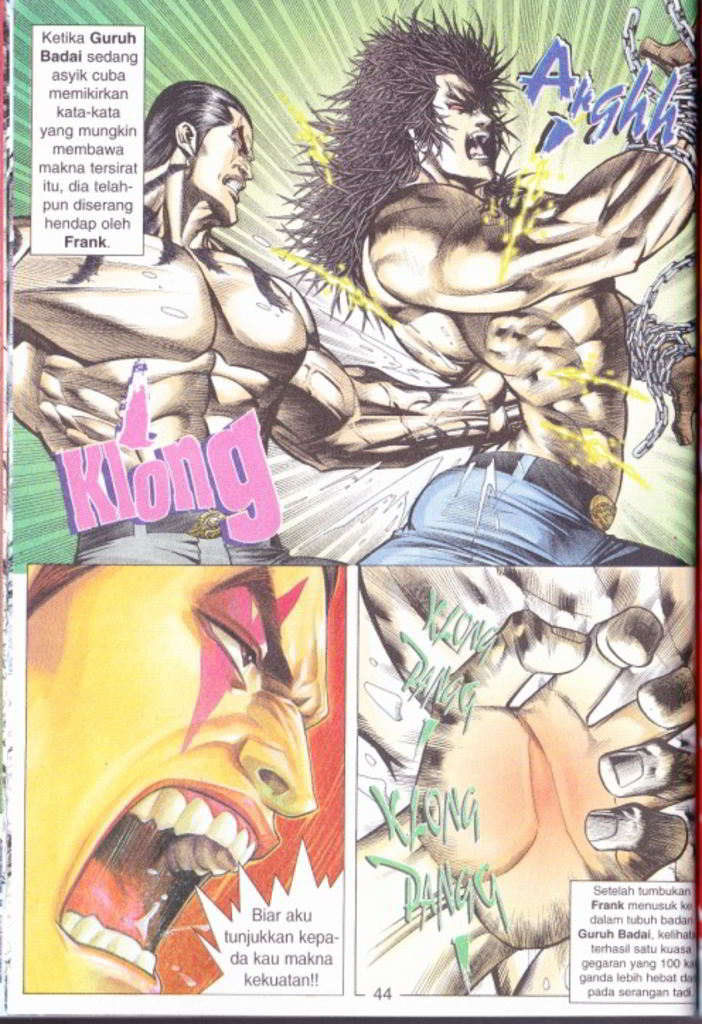 Ketika Guruh
Badai sedang
asyik cuba
memikirkan
kata-kata
yang mungkin
membawa
makna tersirat
itu, dia telah-
pun diserang
hendap oleh
Frank.
Arghh
Klong
Biar aku
tunjukkan kepa-
da kau makna
kekuatan!!
KLONG
PANGG
KLONG
PANGG
Setelah tumbukan
Frank menusuk ke
dalam tubuh badan
Guruh Badai,
terhasil satu kuasa
gegaran yang 100
ganda lebih hebat
pada serangan tadi
44